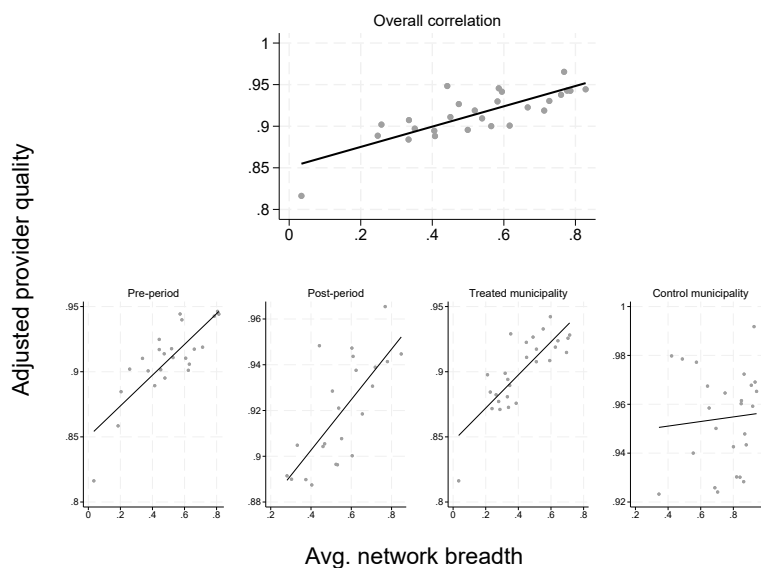 Overall correlation
1
.95
.9
.85
.8
0 .2 .4 .6 .8
Adjusted provider quality
Pre-period
.95
.9
.85
.8
0 .2 .4 .6 .8
Post-period
.96
.94
.92
.9
.88
.2 .4 .6 .8
Treated municipality
.95
.9
.85
.8
0 .2 .4 .6 .8
Control municipality
1
.98
.96
.94
.92
.2 .4 .6 .8
Avg. network breadth